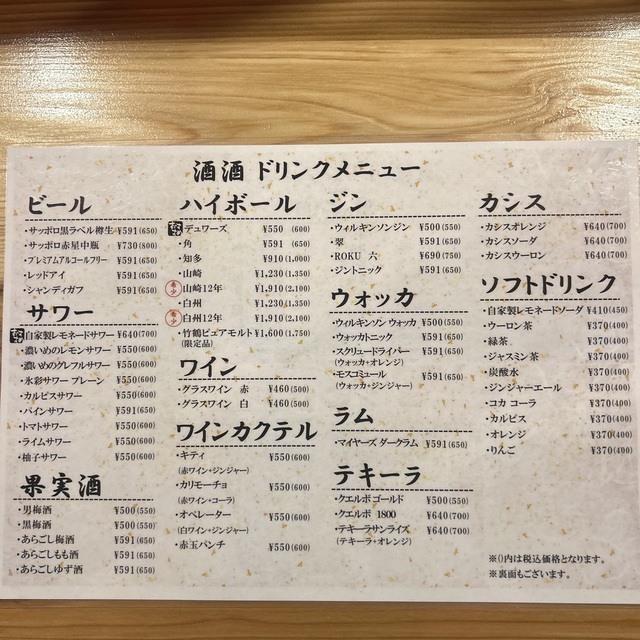 酒酒 ドリンクメニュー
ビール
・サッポロ黒ラベル樽生 ¥591(650)
・サッポロ赤星中瓶 ¥730(800)
・プレミアムアルコールフリー ¥591(650)
・レッドアイ ¥591(650)
・シャンディガフ ¥591(650)
サワー
・自家製レモネードサワー ¥640(700)
・濃いめのレモンサワー ¥550(600)
・濃いめのグレフルサワー ¥550(600)
・氷彩サワー プレーン ¥550(600)
・カルピスサワー ¥550(600)
・パインサワー ¥591(650)
・トマトサワー ¥550(600)
・ライムサワー ¥550(600)
・柚子サワー ¥550(600)
果実酒
・男梅酒 ¥500(550)
・黒梅酒 ¥500(550)
・あらごし梅酒 ¥591(650)
・あらごしもも酒 ¥591(650)
・あらごしゆず酒 ¥591(650)
ハイボール
・デュワーズ ¥550 (600)
・角 ¥591 (650)
・知多 ¥910(1,000)
・山崎 ¥1,230(1,350)
希少 ・山崎12年 ¥1,910(2,100)
・白州 ¥1,230(1,350)
希少 ・白州12年 ¥1,910(2,100)
・竹鶴ピュアモルト ¥1,600(1,750)
(限定品)
ワイン
・グラスワイン 赤 ¥460(500)
・グラスワイン 白 ¥460(500)
ワインカクテル
・キティ ¥550(600)
(赤ワイン+ジンジャー)
・カリモーチョ ¥550(600)
(赤ワイン+コーラ)
・オペレーター ¥550(600)
(白ワイン+ジンジャー)
・赤玉パンチ ¥550(600)
ジン
・ウィルキンソンジン ¥500(550)
・翠 ¥591(650)
・ROKU 六 ¥690(750)
・ジントニック ¥591(650)
ウォッカ
・ウィルキンソン ウォッカ ¥500(550)
・ウォッカトニック ¥591(650)
・スクリュードライバー ¥591(650)
(ウォッカ+オレンジ)
・モスコミュール ¥591(650)
(ウォッカ+ジンジャー)
ラム
・マイヤーズ ダークラム ¥591(650)
テキーラ
・クエルボ ゴールド ¥500(550)
・クエルボ 1800 ¥640(700)
・テキーラサンライズ ¥640(700)
(テキーラ+オレンジ)
カシス
・カシスオレンジ ¥640(700)
・カシスソーダ ¥640(700)
・カシスウーロン ¥640(700)
ソフトドリンク
・自家製レモネードソーダ ¥410(450)
・ウーロン茶 ¥370(400)
・緑茶 ¥370(400)
・ジャスミン茶 ¥370(400)
・炭酸水 ¥370(400)
・ジンジャーエール ¥370(400)
・コカ コーラ ¥370(400)
・カルピス ¥370(400)
・オレンジ ¥370(400)
・りんご ¥370(400)
※()内は税込価格となります。
※裏面もございます。